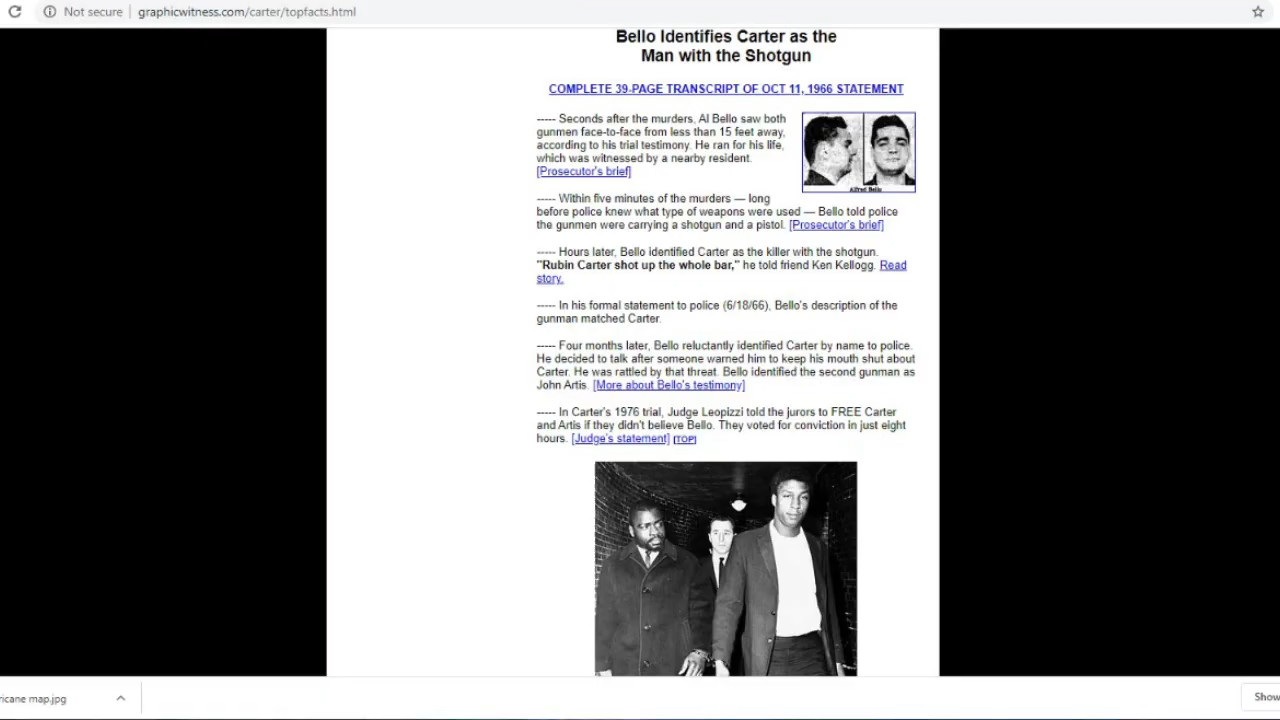 Not secure
graphicwitness.com/carter/topfacts.html
Bello Identifies Carter as the
Man with the Shotgun
COMPLETE 39-PAGE TRANSCRIPT OF OCT 11, 1966 STATEMENT
----- Seconds after the murders, Al Bello saw both
gunmen face-to-face from less than 15 feet away,
according to his trial testimony. He ran for his life,
which was witnessed by a nearby resident.
[Prosecutor's brief]
Alfred Bello
----- Within five minutes of the murders — long
before police knew what type of weapons were used — Bello told police
the gunmen were carrying a shotgun and a pistol. [Prosecutor's brief]
----- Hours later, Bello identified Carter as the killer with the shotgun.
"Rubin Carter shot up the whole bar," he told friend Ken Kellogg. Read
story.
----- In his formal statement to police (6/18/66), Bello's description of the
gunman matched Carter.
----- Four months later, Bello reluctantly identified Carter by name to police.
He decided to talk after someone warned him to keep his mouth shut about
Carter. He was rattled by that threat. Bello identified the second gunman as
John Artis. [More about Bello's testimony]
----- In Carter's 1976 trial, Judge Leopizzi told the jurors to FREE Carter
and Artis if they didn't believe Bello. They voted for conviction in just eight
hours. [Judge's statement] [TOP]
ricane map.jpg
Show